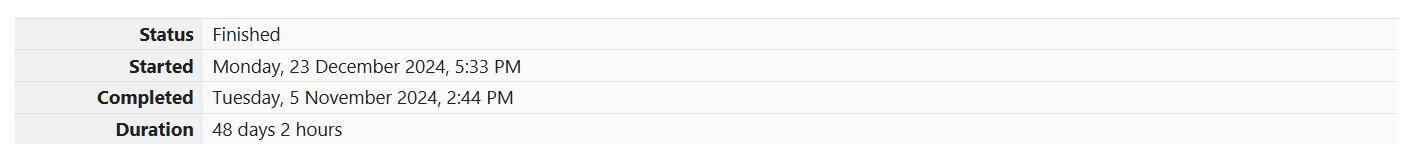 Status Finished
Started Monday, 23 December 2024, 5:33 PM
Completed Tuesday, 5 November 2024, 2:44 PM
Duration 48 days 2 hours